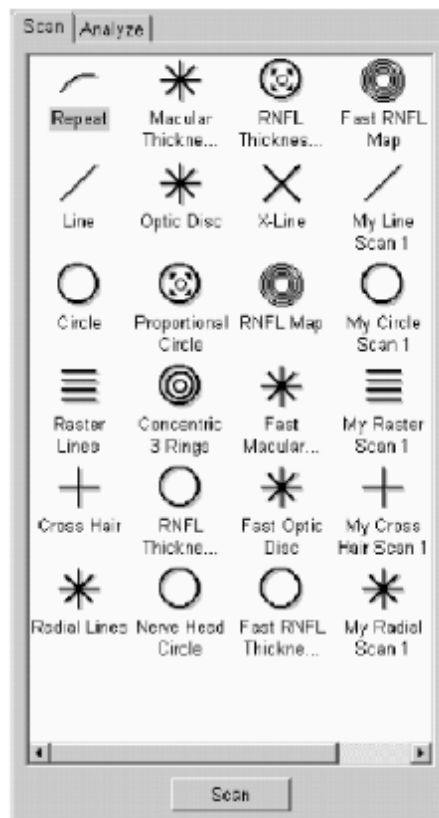 Scan Analyze
Repeat Macular Thickne... RNFL Thicknes... Fast RNFL Map
Line Optic Disc X-Line My Line Scan 1
Circle Proportional Circle RNFL Map My Circle Scan 1
Raster Lines Concentric 3 Rings Fast Macular... My Raster Scan 1
Cross Hair RNFL Thickne... Fast Optic Disc My Cross Hair Scan 1
Radial Lines Nerve Head Circle Fast RNFL Thickne... My Radial Scan 1
Scan